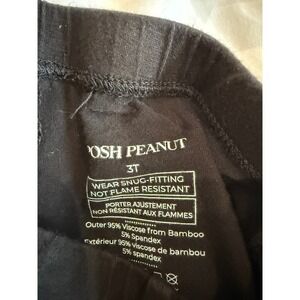 OSH PEANUT
3T
WEAR SNUG-FITTING
NOT FLAME RESISTANT
PORTER AJUSTEMENT
NON RÉSISTANT AUX FLAMMES
Outer 95% Viscose from Bamboo
5% Spandex
Extérieur 95% viscose de bambou
5% spandex